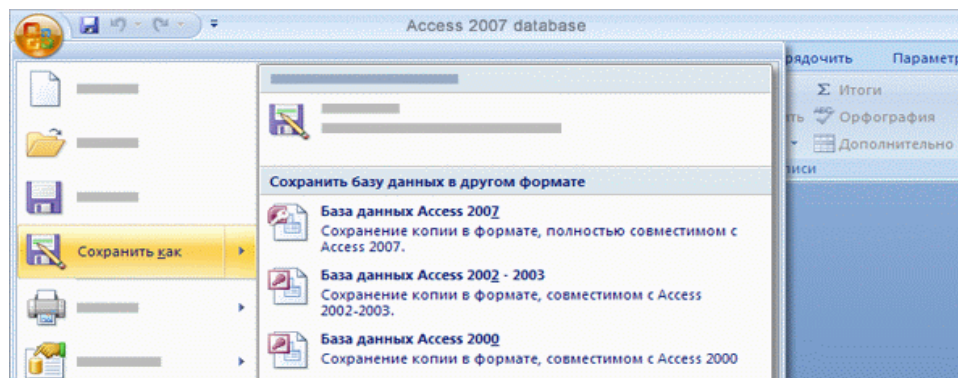 Access 2007 database
рядочить Параметр
Σ Итоги
ть Орфография
Дополнительно
писи
Сохранить базу данных в другом формате
База данных Access 2007
Сохранение копии в формате, полностью совместимом с
Access 2007.
Сохранить как
База данных Access 2002 - 2003
Сохранение копии в формате, совместимом с Access
2002-2003.
База данных Access 2000
Сохранение копии в формате, совместимом с Access 2000